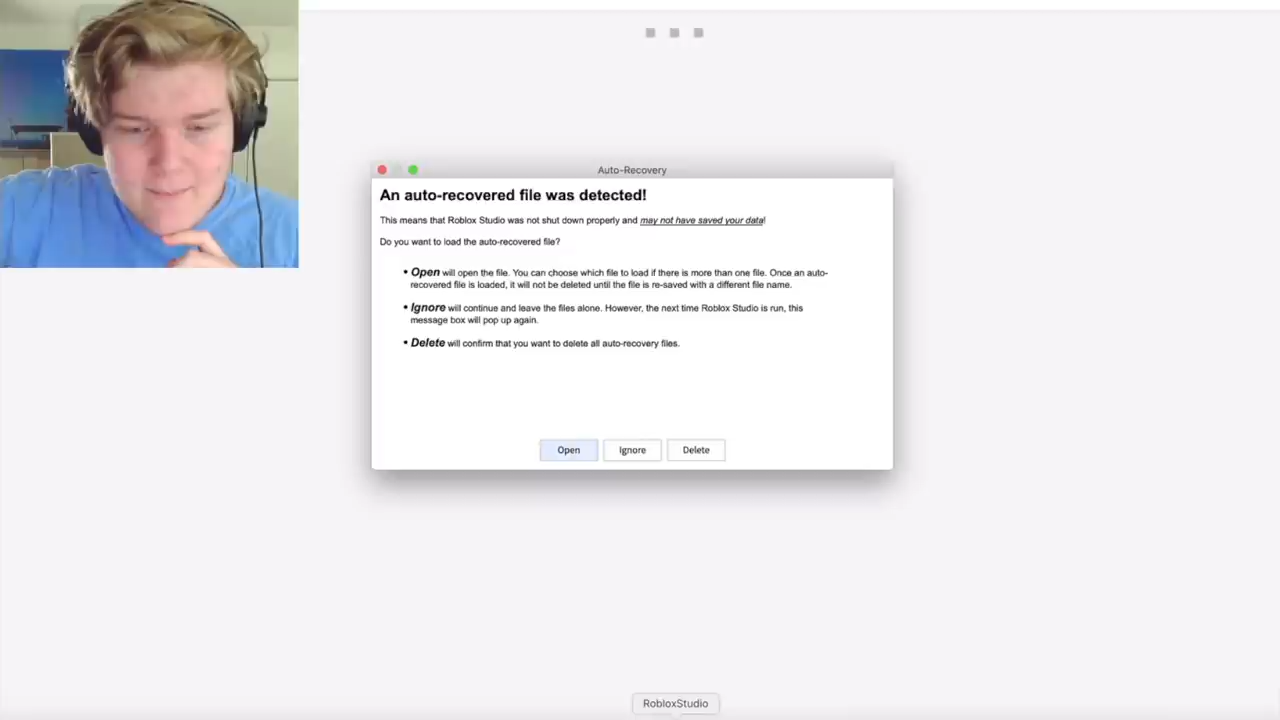 Auto-Recovery
An auto-recovered file was detected!
This means that Roblox Studio was not shut down properly and may not have saved your data!
Do you want to load the auto-recovered file?
• Open will open the file. You can choose which file to load if there is more than one file. Once an auto-
recovered file is loaded, it will not be deleted until the file is re-saved with a different file name.
• Ignore will continue and leave the files alone. However, the next time Roblox Studio is run, this
message box will pop up again.
• Delete will confirm that you want to delete all auto-recovery files.
Open Ignore Delete
RobloxStudio